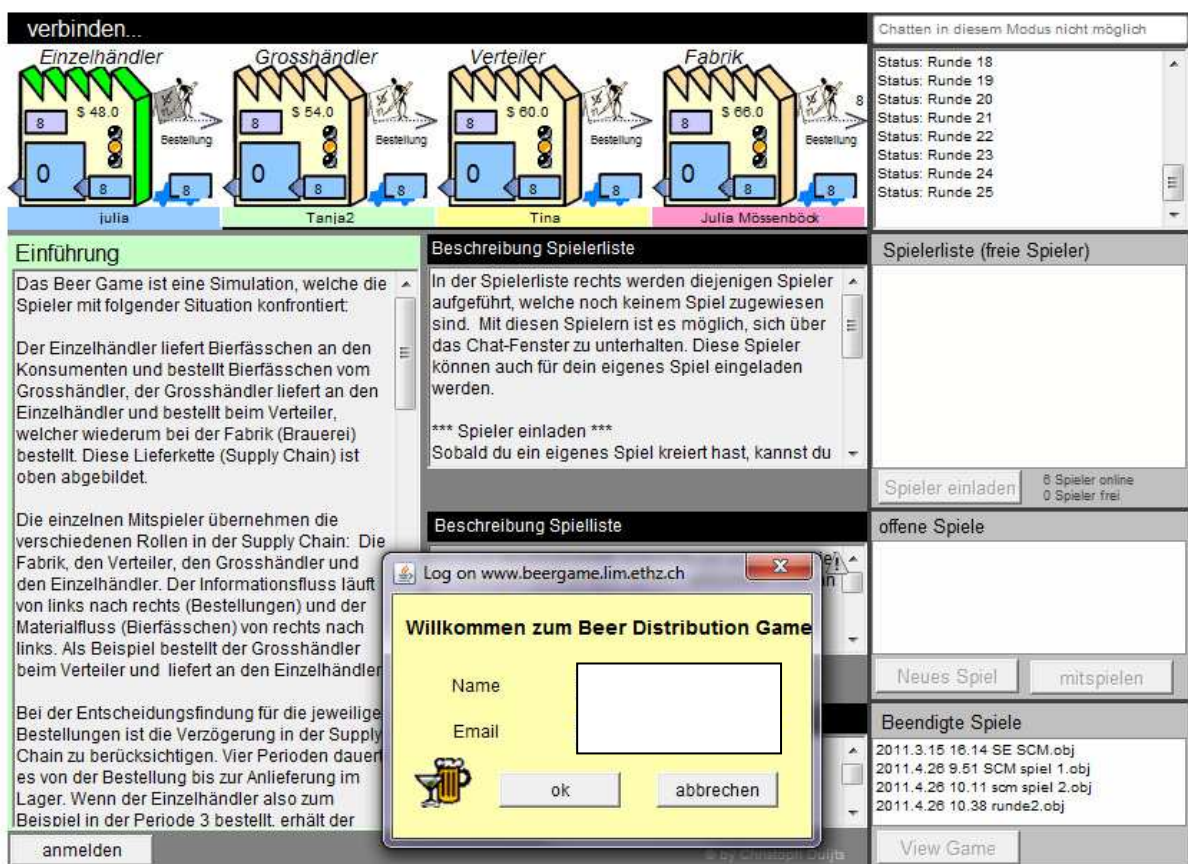 verbinden...
Einzelhändler
Grosshändler
Verteiler
Fabrik
8
$ 48.0
Bestellung
0
8
8
julia
8
$ 54.0
Bestellung
0
8
8
Tanja2
8
$ 60.0
Bestellung
0
8
8
Tina
8
$ 66.0
8
Bestellung
0
8
8
Julia Mössenböck
Chatten in diesem Modus nicht möglich
Status: Runde 18
Status: Runde 19
Status: Runde 20
Status: Runde 21
Status: Runde 22
Status: Runde 23
Status: Runde 24
Status: Runde 25
Einführung
Das Beer Game ist eine Simulation, welche die
Spieler mit folgender Situation konfrontiert:
Der Einzelhändler liefert Bierfässchen an den
Konsumenten und bestellt Bierfässchen vom
Grosshändler, der Grosshändler liefert an den
Einzelhändler und bestellt beim Verteiler,
welcher wiederum bei der Fabrik (Brauerei)
bestellt. Diese Lieferkette (Supply Chain) ist
oben abgebildet.
Die einzelnen Mitspieler übernehmen die
verschiedenen Rollen in der Supply Chain: Die
Fabrik, den Verteiler, den Grosshändler und
den Einzelhändler. Der Informationsfluss läuft
von links nach rechts (Bestellungen) und der
Materialfluss (Bierfässchen) von rechts nach
links. Als Beispiel bestellt der Grosshändler
beim Verteiler und liefert an den Einzelhändler
Bei der Entscheidungsfindung für die jeweilige
Bestellungen ist die Verzögerung in der Supply
Chain zu berücksichtigen. Vier Perioden dauert
es von der Bestellung bis zur Anlieferung im
Lager. Wenn der Einzelhändler also zum
Beispiel in der Periode 3 bestellt, erhält der
anmelden
Beschreibung Spielerliste
In der Spielerliste rechts werden diejenigen Spieler
aufgeführt, welche noch keinem Spiel zugewiesen
sind. Mit diesen Spielern ist es möglich, sich über
das Chat-Fenster zu unterhalten. Diese Spieler
können auch für dein eigenes Spiel eingeladen
werden.
*** Spieler einladen ***
Sobald du ein eigenes Spiel kreiert hast, kannst du
Beschreibung Spielliste
Log on www.beergame.lim.ethz.ch
Willkommen zum Beer Distribution Game
Name
Email
ok
abbrechen
© by Christoph Duijts
Spielerliste (freie Spieler)
Spieler einladen
6 Spieler online
0 Spieler frei
offene Spiele
Neues Spiel
mitspielen
Beendigte Spiele
2011.3.15 16.14 SE SCM.obj
2011.4.26 9.51 SCM spiel 1.obj
2011.4.26 10.11 scm spiel 2.obj
2011.4.26 10.38 runde2.obj
View Game